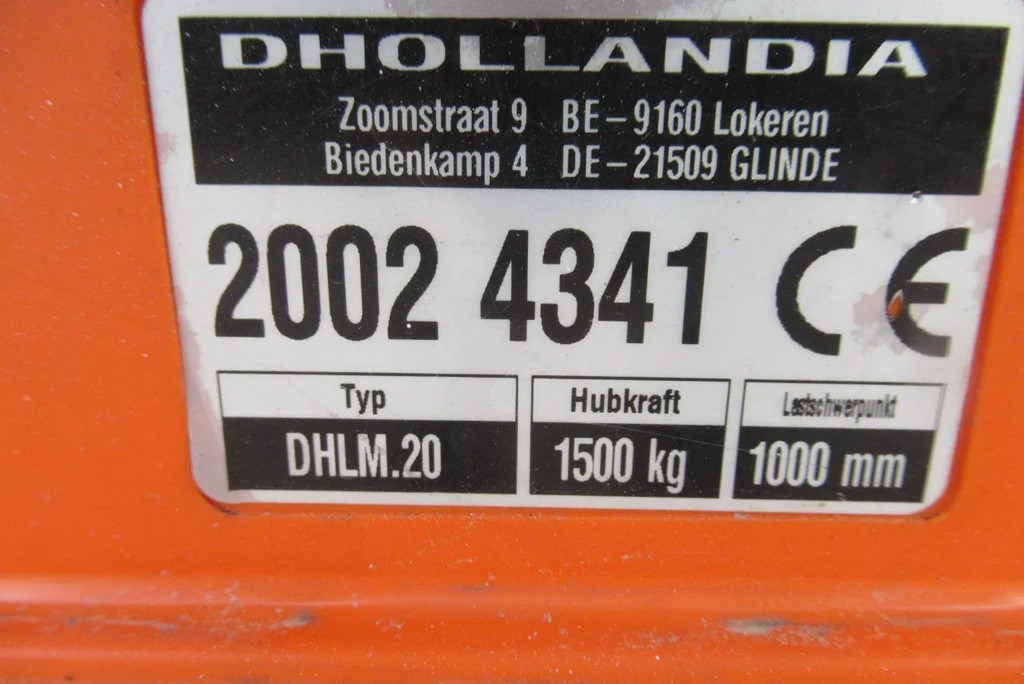 DHOLLANDIA
Zoomstraat 9 BE-9160 Lokeren
Biedenkamp 4 DE-21509 GLINDE
2002 4341 CE
Typ Hubkraft Lastschwerpunkt
DHLM.20 1500 kg 1000 mm